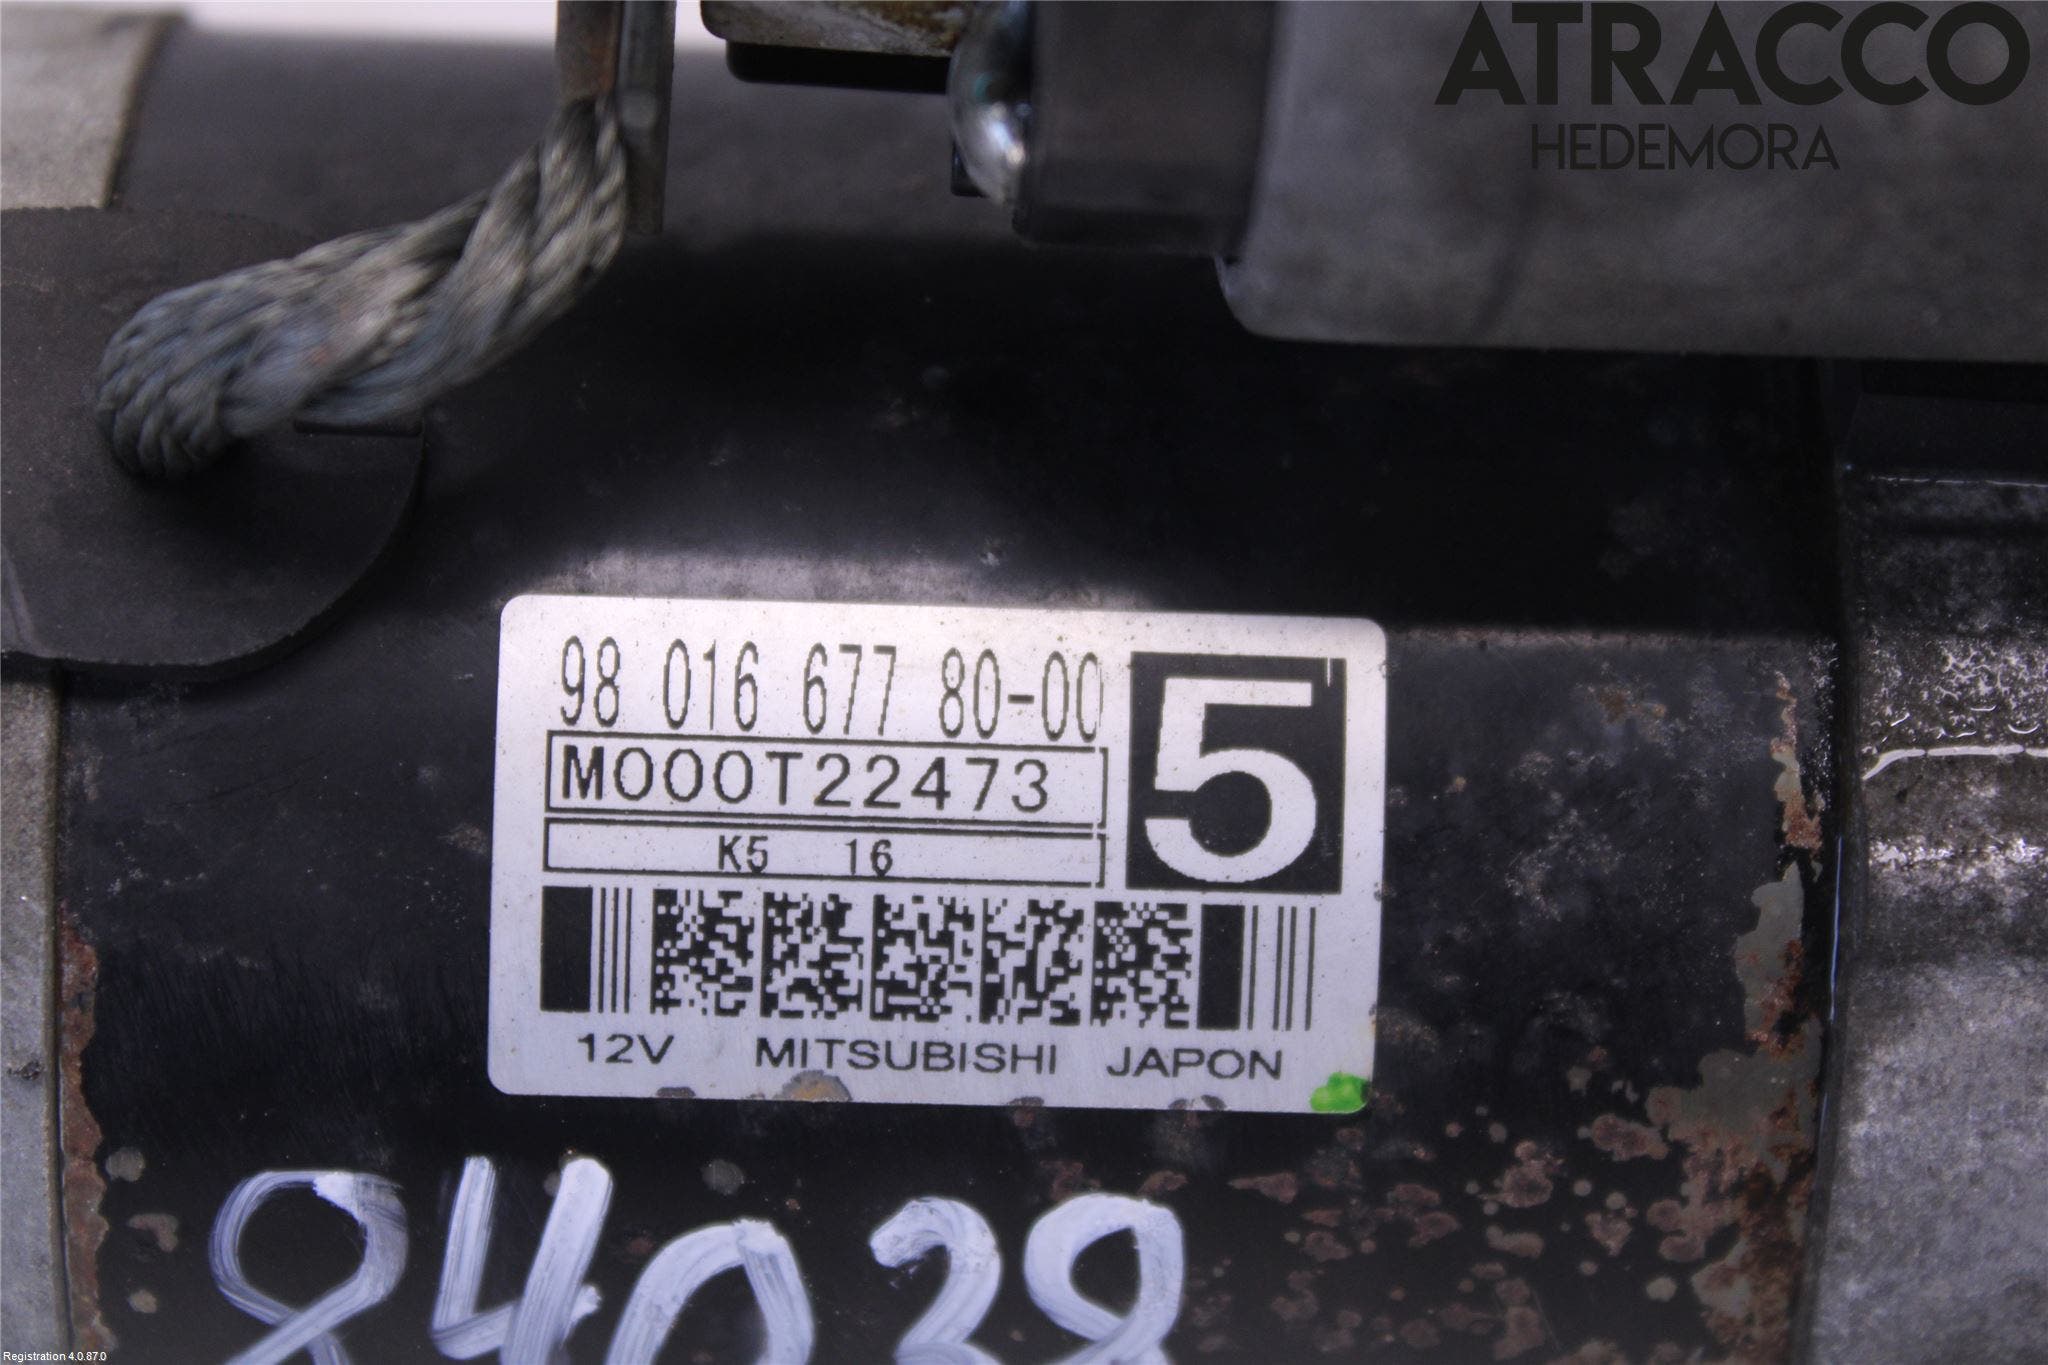 ATRACCO
HEDEMORA
98 016 677 80-00
5
M000T22473
K5 16
12V MITSUBISHI JAPON
84038
Registration 4.0.87.0